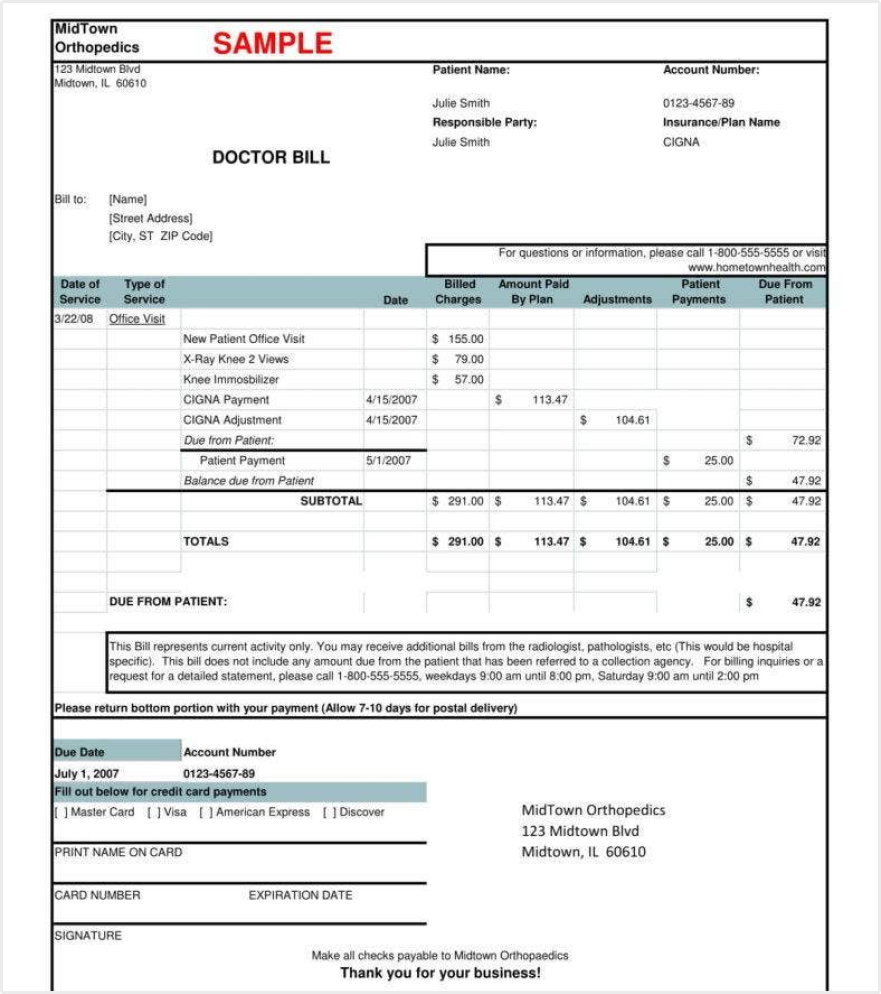 MidTown
Orthopedics
SAMPLE
123 Midtown Blvd
Midtown, IL 60610
Patient Name: Account Number:
Julie Smith 0123-4567-89
Responsible Party: Insurance/Plan Name
Julie Smith CIGNA
DOCTOR BILL
Bill to: [Name]
[Street Address]
[City, ST ZIP Code]
For questions or information, please call 1-800-555-5555 or visit
www.hometownhealth.com
Date of Type of Billed Amount Paid Patient Due From
Service Service Date Charges By Plan Adjustments Payments Patient
3/22/08 Office Visit
New Patient Office Visit $ 155.00
X-Ray Knee 2 Views $ 79.00
Knee Immosbilizer $ 57.00
CIGNA Payment 4/15/2007 $ 113.47
CIGNA Adjustment 4/15/2007 $ 104.61
Due from Patient: $ 72.92
Patient Payment 5/1/2007 $ 25.00
Balance due from Patient $ 47.92
SUBTOTAL $ 291.00 $ 113.47 $ 104.61 $ 25.00 $ 47.92
TOTALS $ 291.00 $ 113.47 $ 104.61 $ 25.00 $ 47.92
DUE FROM PATIENT: $ 47.92
This Bill represents current activity only. You may receive additional bills from the radiologist, pathologists, etc (This would be hospital
specific). This bill does not include any amount due from the patient that has been referred to a collection agency. For billing inquiries or a
request for a detailed statement, please call 1-800-555-5555, weekdays 9:00 am until 8:00 pm, Saturday 9:00 am until 2:00 pm
Please return bottom portion with your payment (Allow 7-10 days for postal delivery)
Due Date Account Number
July 1, 2007 0123-4567-89
Fill out below for credit card payments
[ ] Master Card [ ] Visa [ ] American Express [ ] Discover
MidTown Orthopedics
123 Midtown Blvd
Midtown, IL 60610
PRINT NAME ON CARD
CARD NUMBER EXPIRATION DATE
SIGNATURE
Make all checks payable to Midtown Orthopaedics
Thank you for your business!